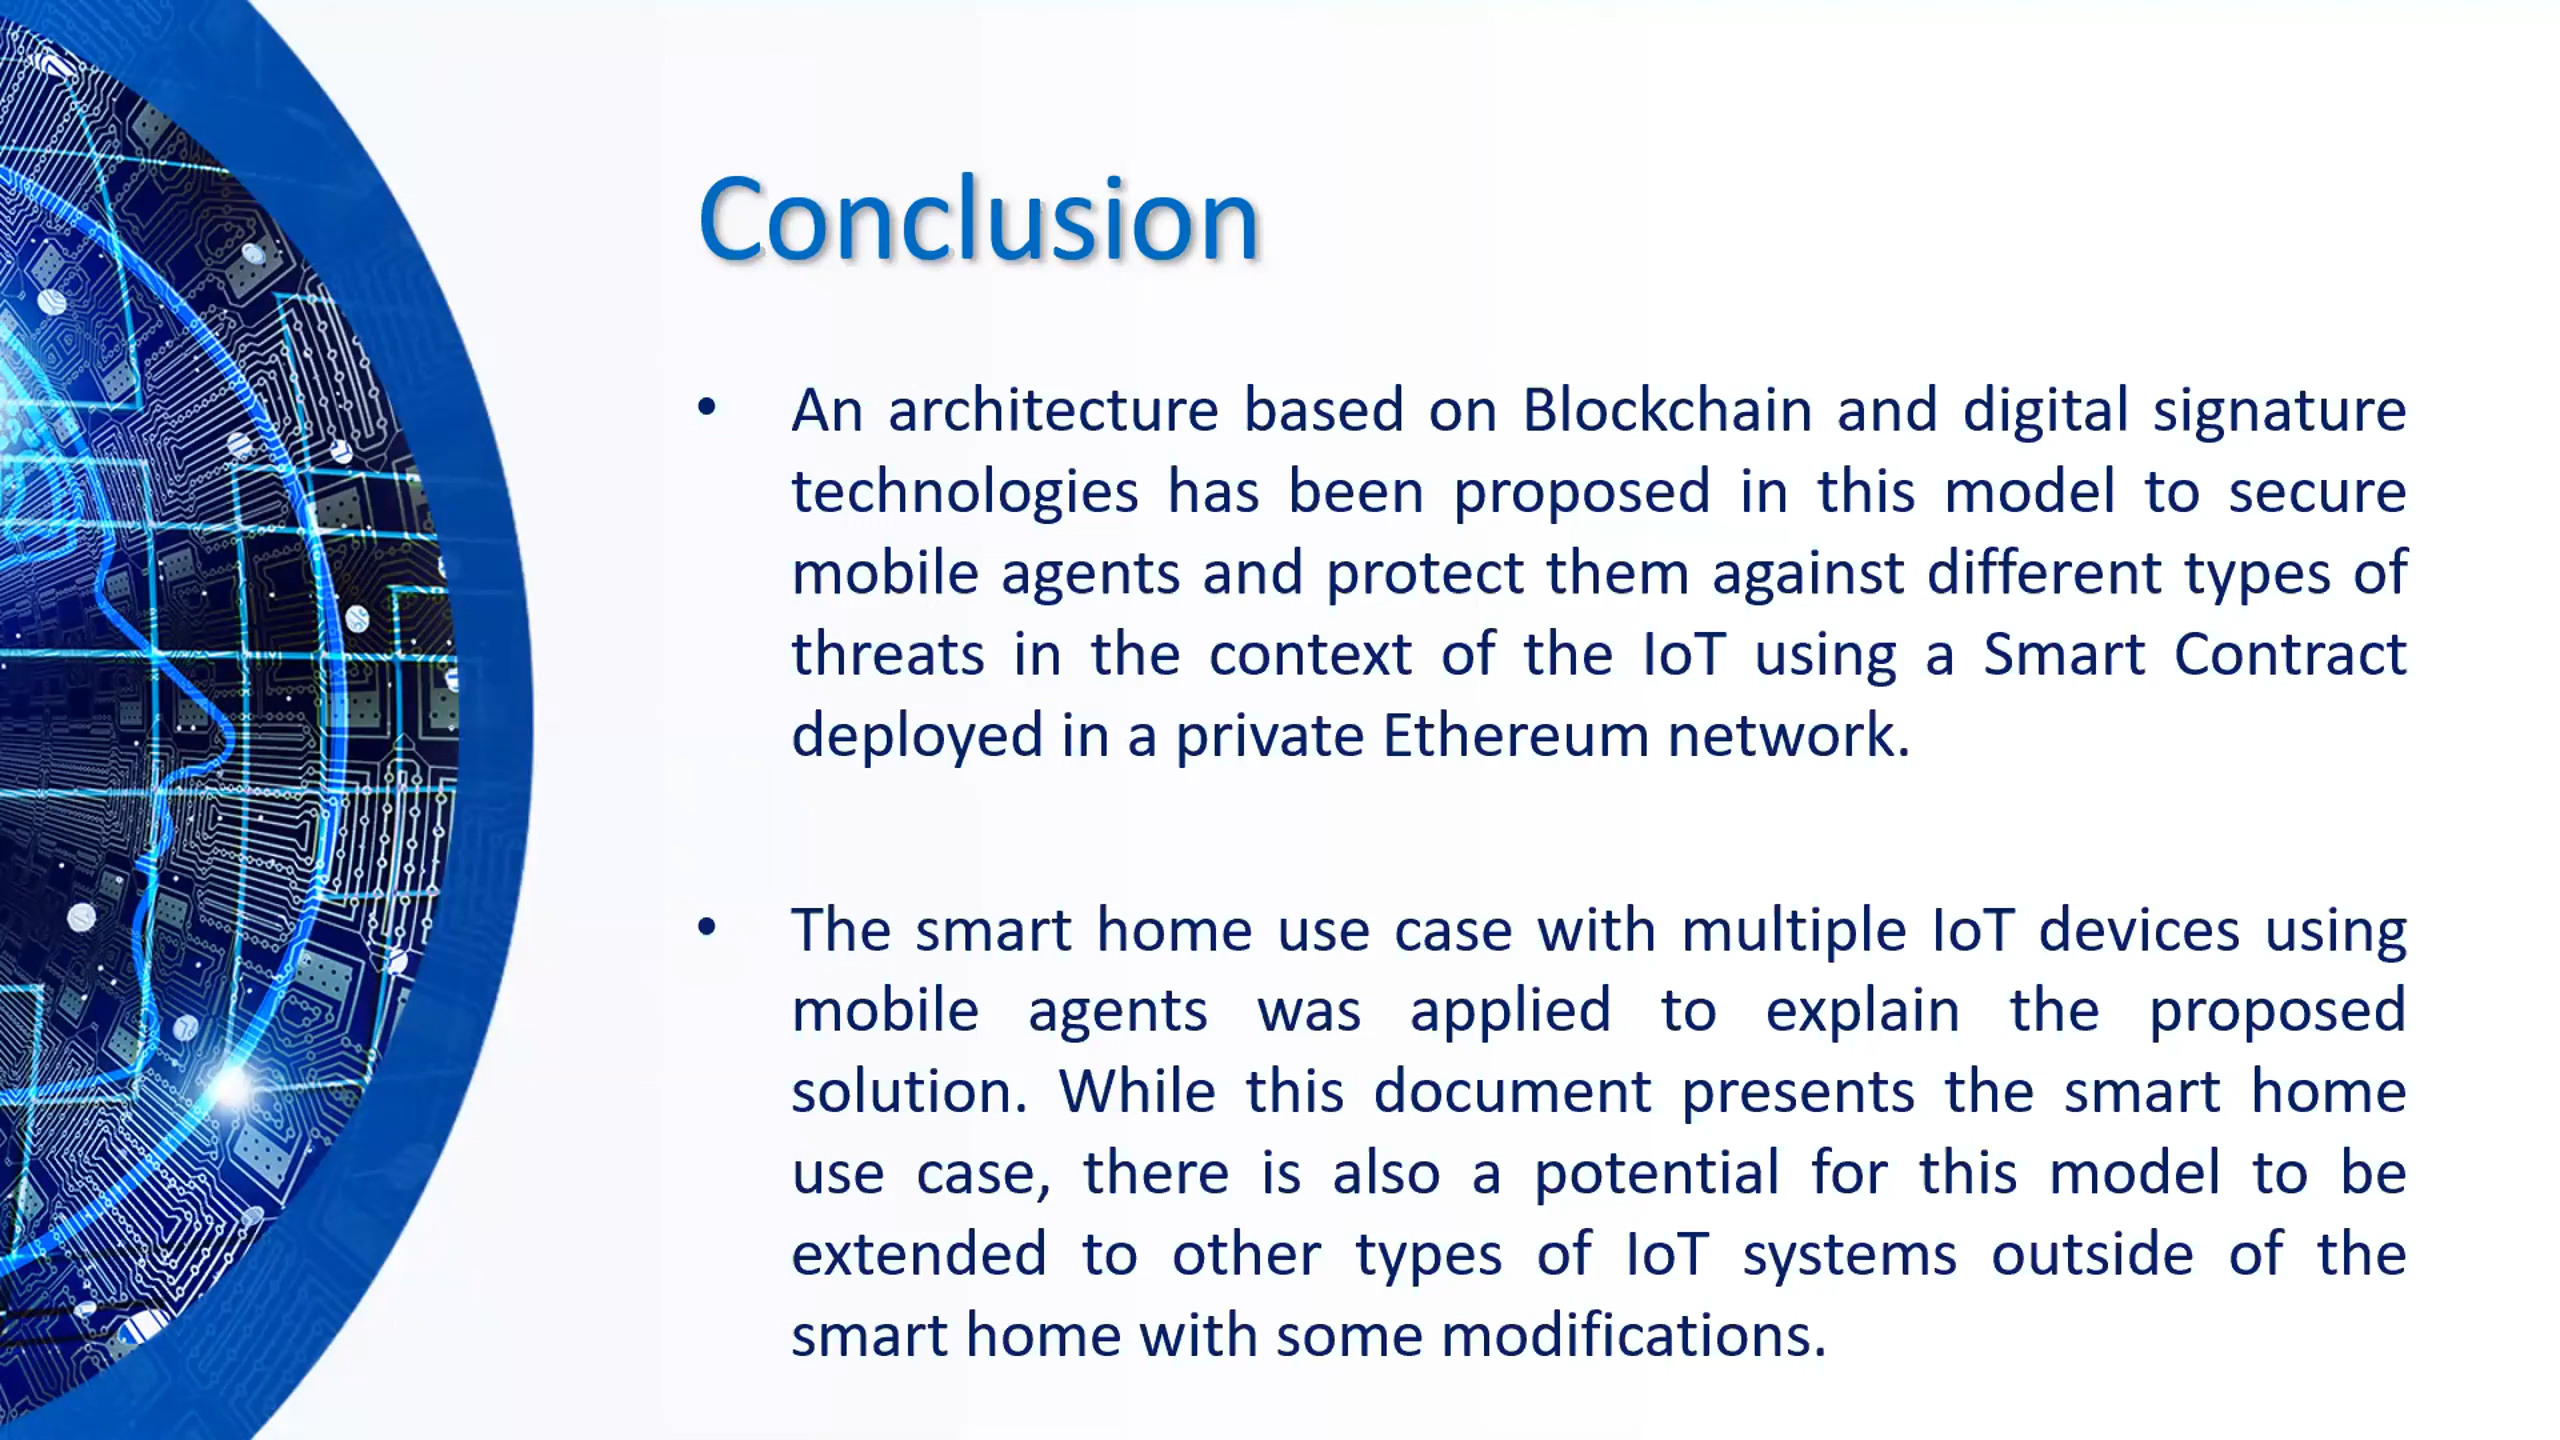 Conclusion
• An architecture based on Blockchain and digital signature
technologies has been proposed in this model to secure
mobile agents and protect them against different types of
threats in the context of the IoT using a Smart Contract
deployed in a private Ethereum network.
• The smart home use case with multiple IoT devices using
mobile agents was applied to explain the proposed
solution. While this document presents the smart home
use case, there is also a potential for this model to be
extended to other types of IoT systems outside of the
smart home with some modifications.